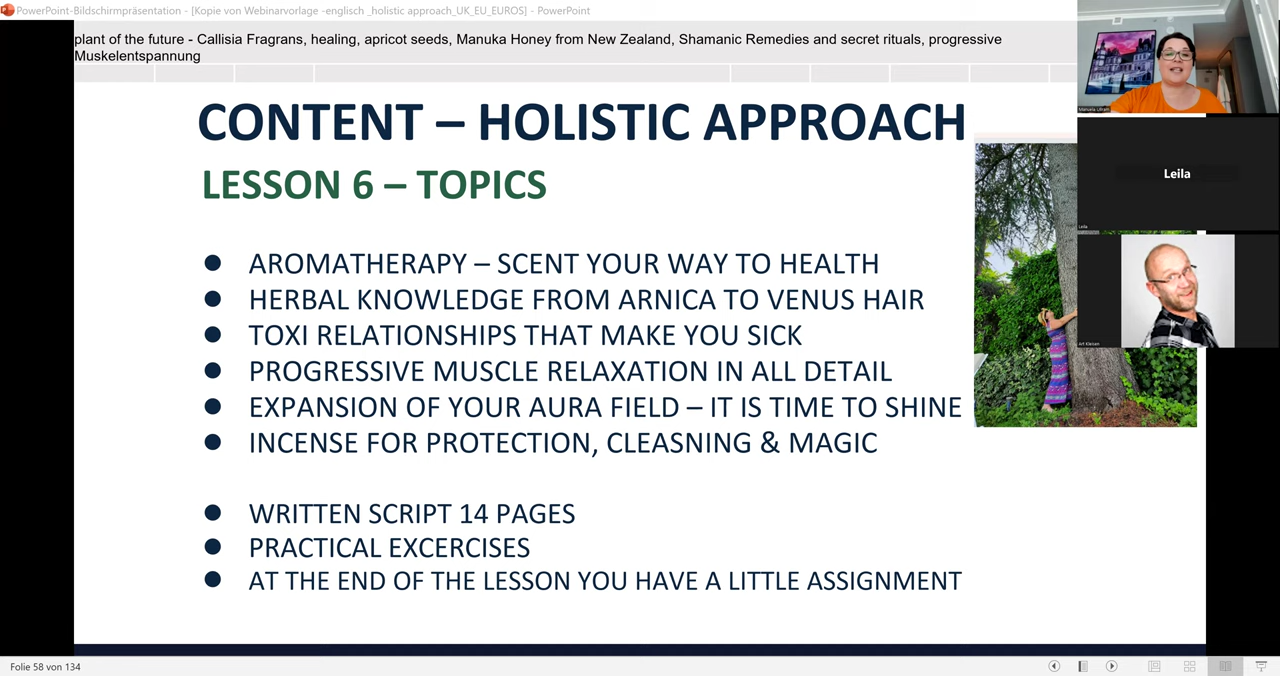 PowerPoint-Bildschirmpräsentation - [Kopie von Webinarvorlage -englisch _holistic approach_UK_EU_EUROS] - PowerPoint
plant of the future - Callisia Fragrans, healing, apricot seeds, Manuka Honey from New Zealand, Shamanic Remedies and secret rituals, progressive
Muskelentspannung
CONTENT – HOLISTIC APPROACH
LESSON 6 – TOPICS
● AROMATHERAPY – SCENT YOUR WAY TO HEALTH
● HERBAL KNOWLEDGE FROM ARNICA TO VENUS HAIR
● TOXI RELATIONSHIPS THAT MAKE YOU SICK
● PROGRESSIVE MUSCLE RELAXATION IN ALL DETAIL
● EXPANSION OF YOUR AURA FIELD – IT IS TIME TO SHINE
● INCENSE FOR PROTECTION, CLEASNING & MAGIC
● WRITTEN SCRIPT 14 PAGES
● PRACTICAL EXCERCISES
● AT THE END OF THE LESSON YOU HAVE A LITTLE ASSIGNMENT
Leila
Leila
Folie 58 von 134